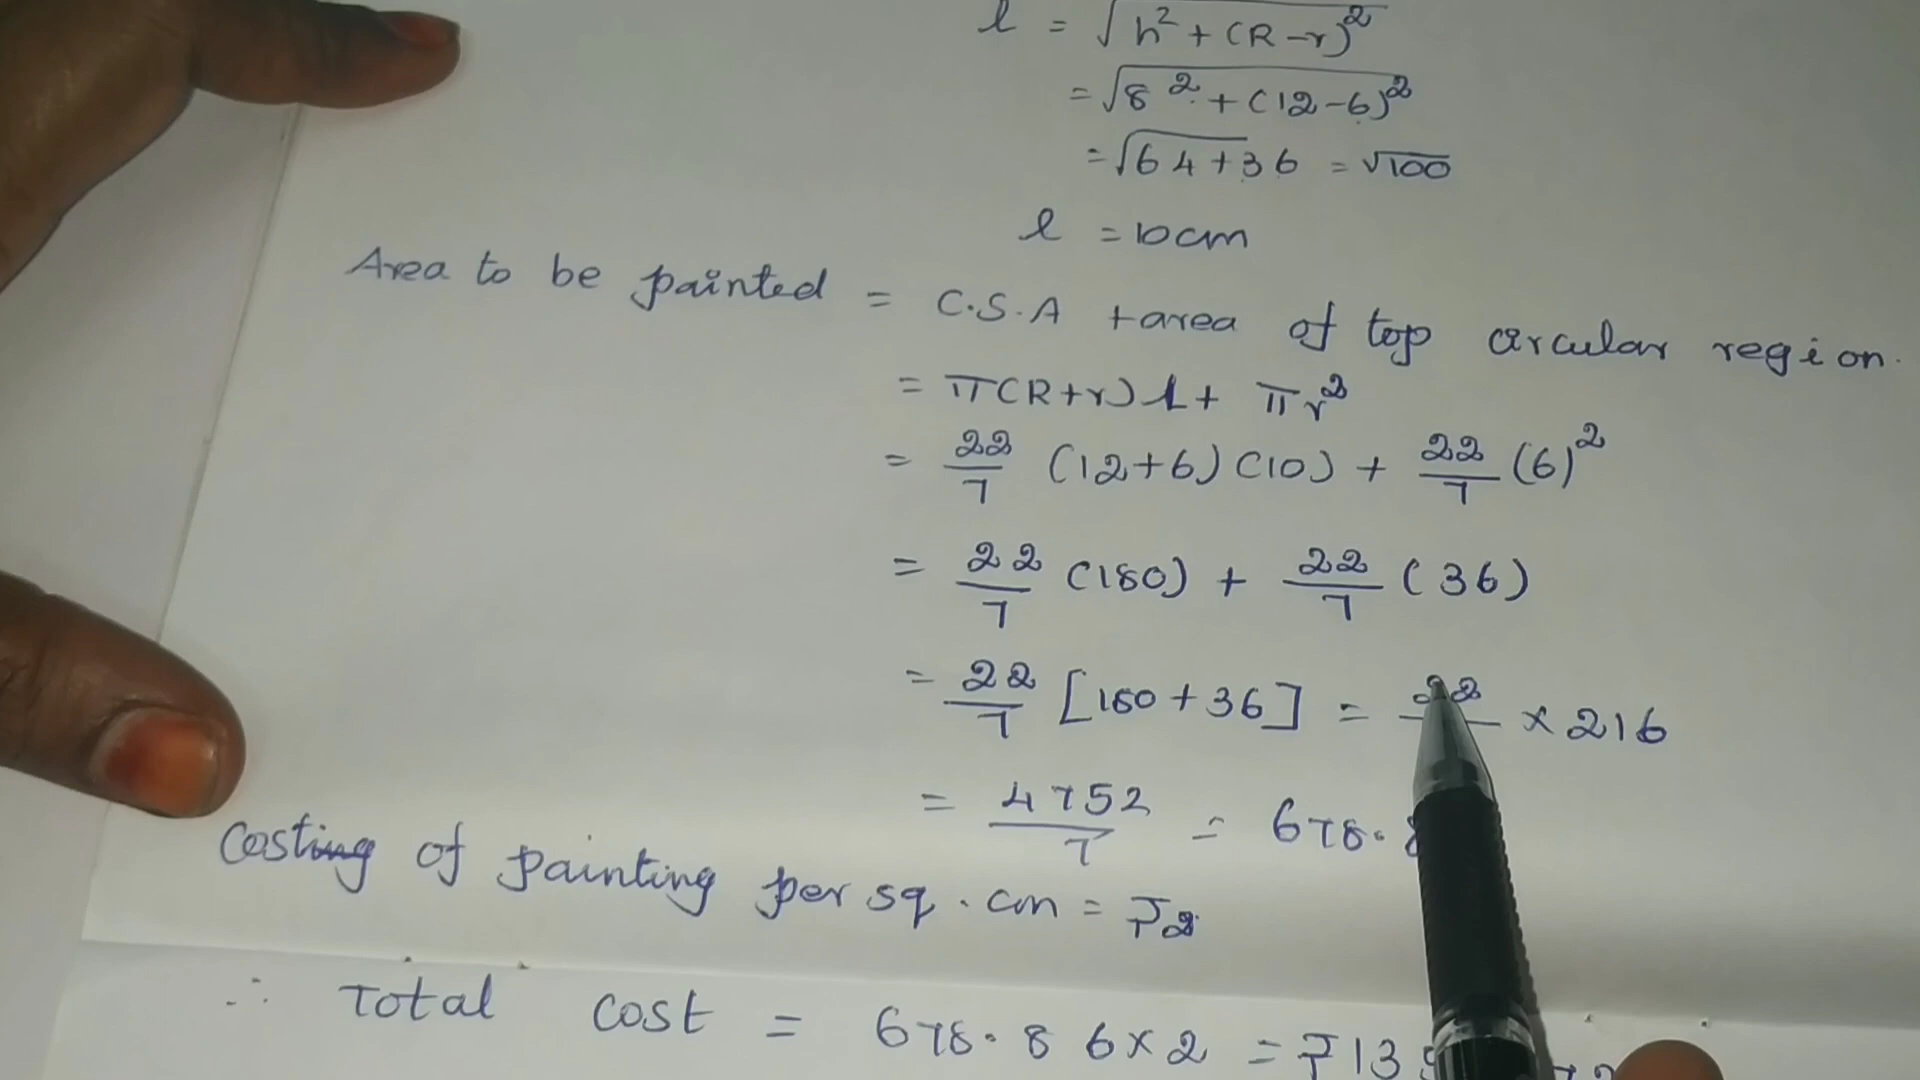 l = √h² + (R-r)²
= √8² + (12-6)²
= √64+36 = √100
l = 10cm
Area to be painted = C.S.A + area of top circular region.
= π(R+r)l + πr²
= 22/7 (12+6)(10) + 22/7 (6)²
= 22/7 (180) + 22/7 (36)
= 22/7 [180+36] = 22 × 216
= 4752/7 = 678.8
Costing of painting per sq.cm = ₹2
∴ Total cost = 678.86×2 = ₹13